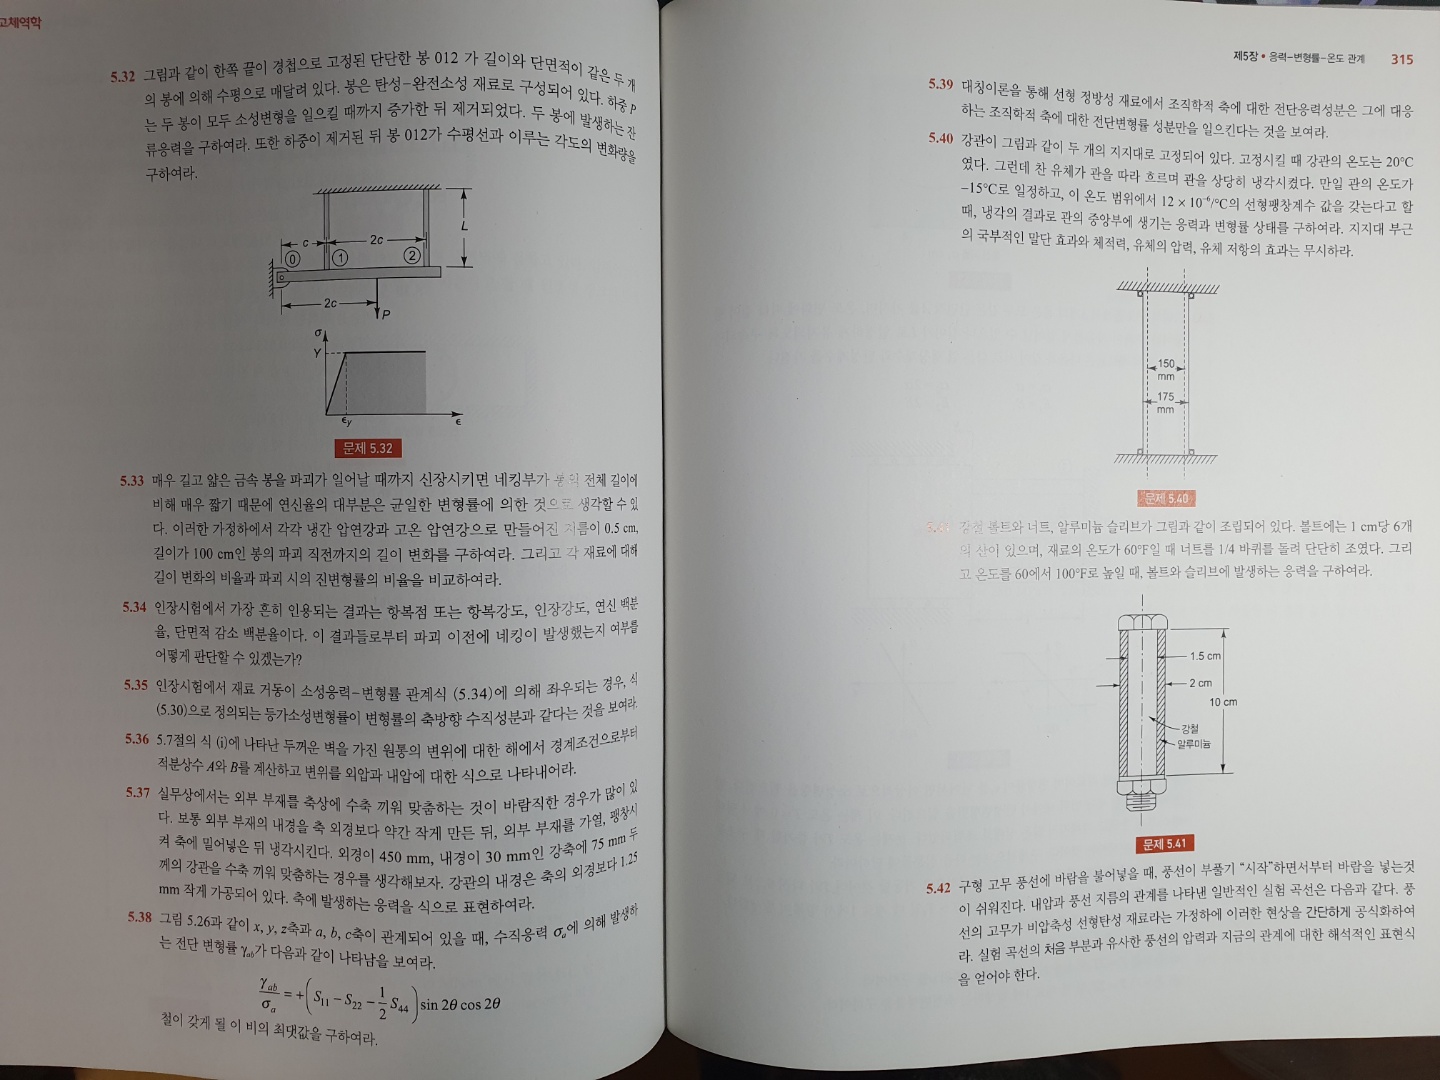 고체역학
5.32 그림과 같이 한쪽 끝이 경첩으로 고정된 단단한 봉 012 가 길이와 단면적이 같은 두 개
의 봉에 의해 수평으로 매달려 있다. 봉은 탄성-완전소성 재료로 구성되어 있다. 하중 P
는 두 봉이 모두 소성변형을 일으킬 때까지 증가한 뒤 제거되었다. 두 봉에 발생하는 잔
류응력을 구하여라. 또한 하중이 제거된 뒤 봉 012가 수평선과 이루는 각도의 변화량을
구하여라.
L
c 2c
0 1 2
2c
P
σ
Y
ϵy ϵ
문제 5.32
5.33 매우 길고 얇은 금속 봉을 파괴가 일어날 때까지 신장시키면 네킹부가 봉의 전체 길이에
비해 매우 짧기 때문에 연신율의 대부분은 균일한 변형률에 의한 것으로 생각할 수 있
다. 이러한 가정하에서 각각 냉간 압연강과 고온 압연강으로 만들어진 지름이 0.5 cm,
길이가 100 cm인 봉의 파괴 직전까지의 길이 변화를 구하여라. 그리고 각 재료에 대해
길이 변화의 비율과 파괴 시의 진변형률의 비율을 비교하여라.
5.34 인장시험에서 가장 흔히 인용되는 결과는 항복점 또는 항복강도, 인장강도, 연신 백분
율, 단면적 감소 백분율이다. 이 결과들로부터 파괴 이전에 네킹이 발생했는지 여부를
어떻게 판단할 수 있겠는가?
5.35 인장시험에서 재료 거동이 소성응력-변형률 관계식 (5.34)에 의해 좌우되는 경우, 식
(5.30)으로 정의되는 등가소성변형률이 변형률의 축방향 수직성분과 같다는 것을 보여라.
5.36 5.7절의 식 (i)에 나타난 두꺼운 벽을 가진 원통의 변위에 대한 해에서 경계조건으로부터
적분상수 A와 B를 계산하고 변위를 외압과 내압에 대한 식으로 나타내어라.
5.37 실무상에서는 외부 부재를 축상에 수축 끼워 맞춤하는 것이 바람직한 경우가 많이 있
다. 보통 외부 부재의 내경을 축 외경보다 약간 작게 만든 뒤, 외부 부재를 가열, 팽창시
켜 축에 밀어넣은 뒤 냉각시킨다. 외경이 450 mm, 내경이 30 mm인 강축에 75 mm 두
께의 강관을 수축 끼워 맞춤하는 경우를 생각해보자. 강관의 내경은 축의 외경보다 1.25
mm 작게 가공되어 있다. 축에 발생하는 응력을 식으로 표현하여라.
5.38 그림 5.26과 같이 x, y, z축과 a, b, c축이 관계되어 있을 때, 수직응력 σa에 의해 발생하
는 전단 변형률 γab가 다음과 같이 나타남을 보여라.
γab/σa = +(S11 − S22 − 1/2 S44) sin 2θ cos 2θ
철이 갖게 될 이 비의 최댓값을 구하여라.
제5장 • 응력-변형률-온도 관계 315
5.39 대칭이론을 통해 선형 정방성 재료에서 조직학적 축에 대한 전단응력성분은 그에 대응
하는 조직학적 축에 대한 전단변형률 성분만을 일으킨다는 것을 보여라.
5.40 강관이 그림과 같이 두 개의 지지대로 고정되어 있다. 고정시킬 때 강관의 온도는 20°C
였다. 그런데 찬 유체가 관을 따라 흐르며 관을 상당히 냉각시켰다. 만일 관의 온도가
−15°C로 일정하고, 이 온도 범위에서 12 × 10⁻⁶/°C의 선형팽창계수 값을 갖는다고 할
때, 냉각의 결과로 관의 중앙부에 생기는 응력과 변형률 상태를 구하여라. 지지대 부근
의 국부적인 말단 효과와 체적력, 유체의 압력, 유체 저항의 효과는 무시하라.
150
mm
175
mm
문제 5.40
5.41 강철 볼트와 너트, 알루미늄 슬리브가 그림과 같이 조립되어 있다. 볼트에는 1 cm당 6개
의 산이 있으며, 재료의 온도가 60°F일 때 너트를 1/4 바퀴를 돌려 단단히 조였다. 그리
고 온도를 60에서 100°F로 높일 때, 볼트와 슬리브에 발생하는 응력을 구하여라.
1.5 cm
2 cm
10 cm
강철
알루미늄
문제 5.41
5.42 구형 고무 풍선에 바람을 불어넣을 때, 풍선이 부풀기 “시작”하면서부터 바람을 넣는것
이 쉬워진다. 내압과 풍선 지름의 관계를 나타낸 일반적인 실험 곡선은 다음과 같다. 풍
선의 고무가 비압축성 선형탄성 재료라는 가정하에 이러한 현상을 간단하게 공식화하여
라. 실험 곡선의 처음 부분과 유사한 풍선의 압력과 지금의 관계에 대한 해석적인 표현식
을 얻어야 한다.